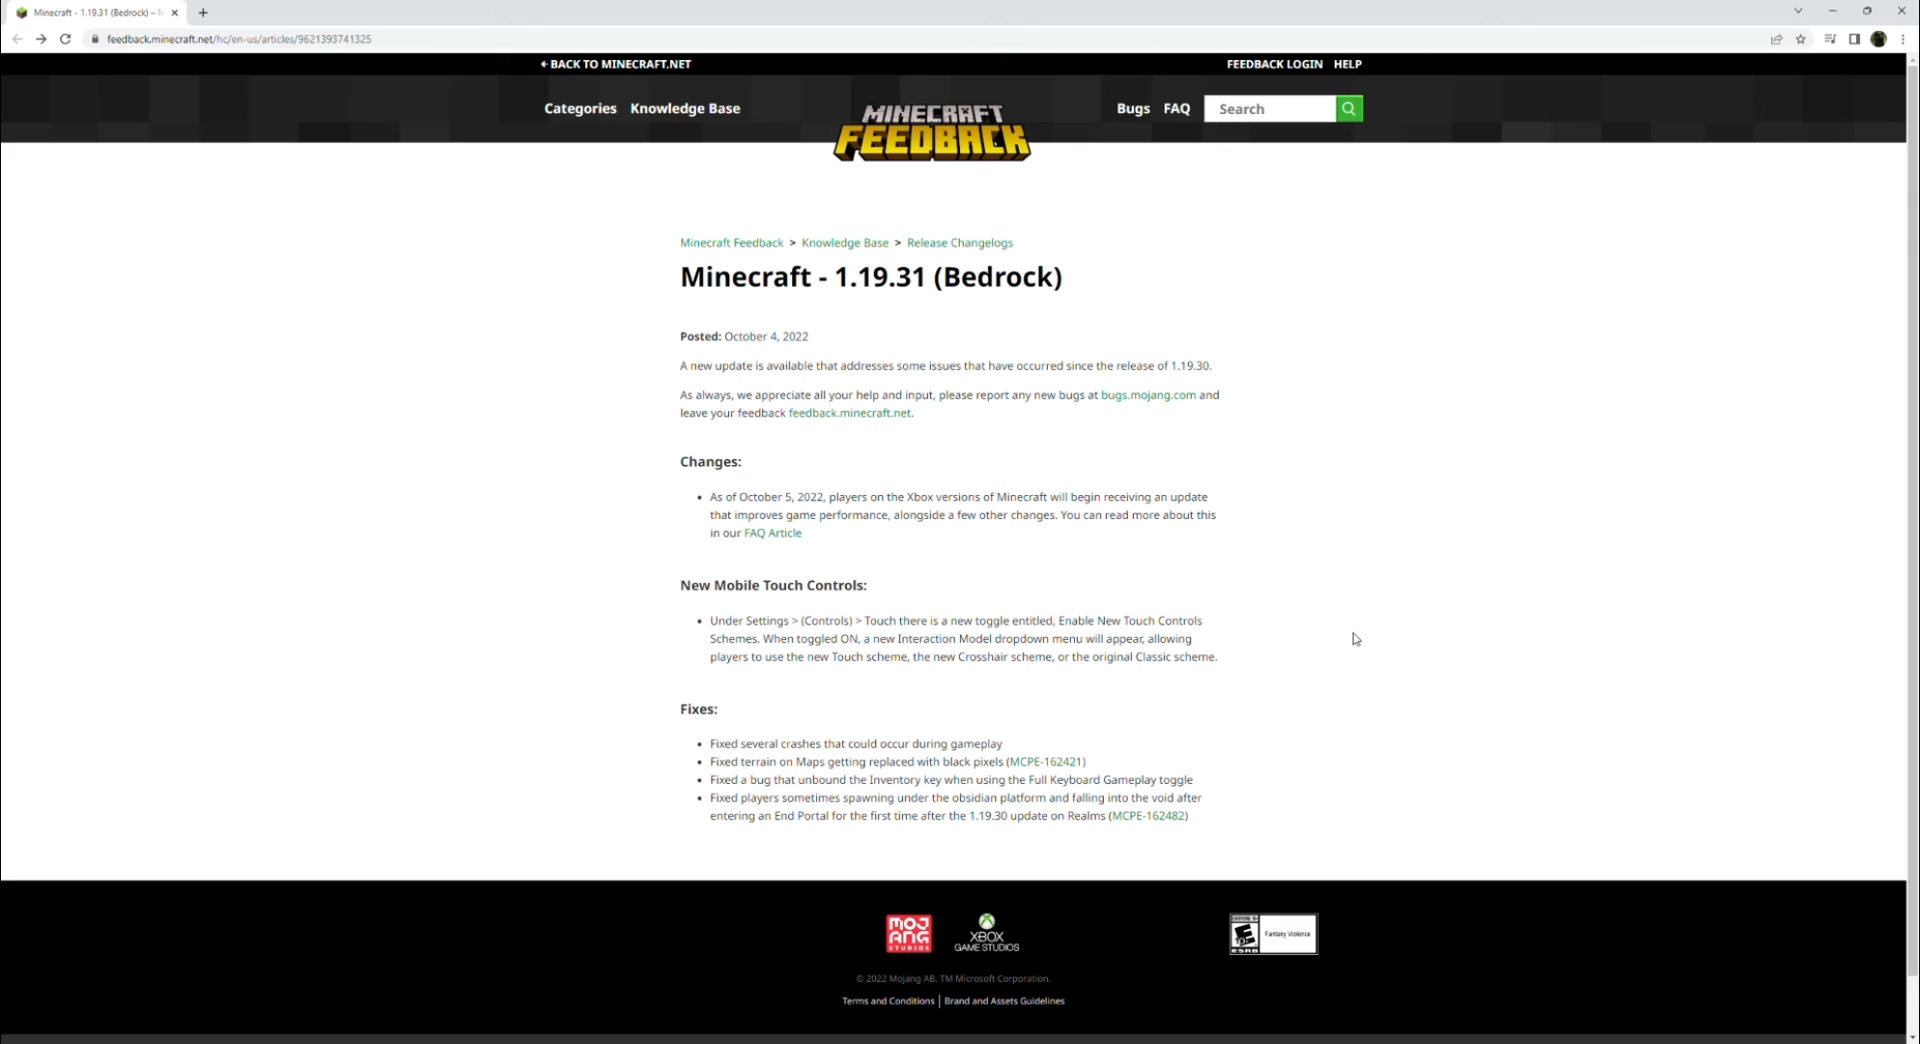 Minecraft - 1.19.31 (Bedrock) – M
feedback.minecraft.net/hc/en-us/articles/9621393741325
BACK TO MINECRAFT.NET
FEEDBACK LOGIN HELP
Categories Knowledge Base
MINECRAFT
FEEDBACK
Bugs FAQ Search
Minecraft Feedback > Knowledge Base > Release Changelogs
Minecraft - 1.19.31 (Bedrock)
Posted: October 4, 2022
A new update is available that addresses some issues that have occurred since the release of 1.19.30.
As always, we appreciate all your help and input, please report any new bugs at bugs.mojang.com and
leave your feedback feedback.minecraft.net.
Changes:
• As of October 5, 2022, players on the Xbox versions of Minecraft will begin receiving an update
that improves game performance, alongside a few other changes. You can read more about this
in our FAQ Article
New Mobile Touch Controls:
• Under Settings > (Controls) > Touch there is a new toggle entitled, Enable New Touch Controls
Schemes. When toggled ON, a new Interaction Model dropdown menu will appear, allowing
players to use the new Touch scheme, the new Crosshair scheme, or the original Classic scheme.
Fixes:
• Fixed several crashes that could occur during gameplay
• Fixed terrain on Maps getting replaced with black pixels (MCPE-162421)
• Fixed a bug that unbound the Inventory key when using the Full Keyboard Gameplay toggle
• Fixed players sometimes spawning under the obsidian platform and falling into the void after
entering an End Portal for the first time after the 1.19.30 update on Realms (MCPE-162482)
MOJ
ANG
STUDIOS
XBOX
GAME STUDIOS
EVERYONE 10+
E
ESRB
Fantasy Violence
© 2022 Mojang AB. TM Microsoft Corporation.
Terms and Conditions | Brand and Assets Guidelines